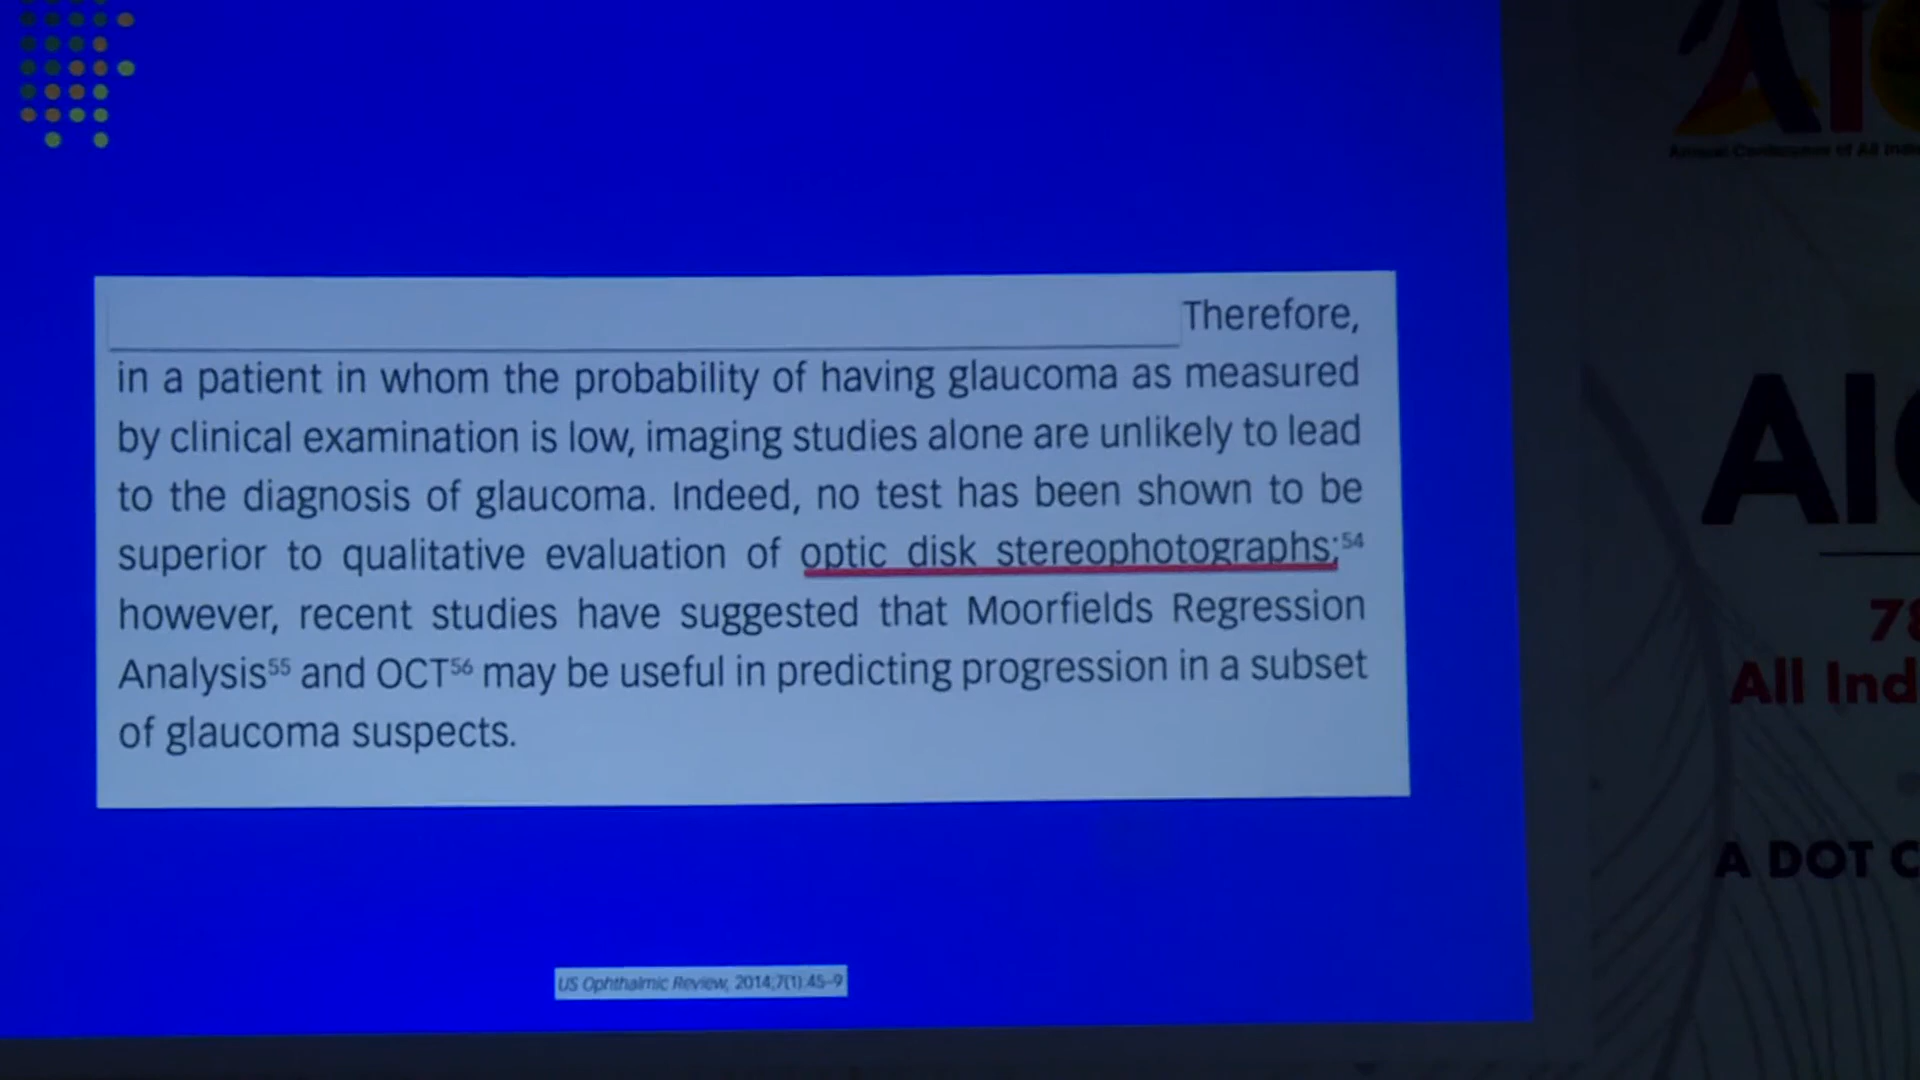 Therefore,
in a patient in whom the probability of having glaucoma as measured
by clinical examination is low, imaging studies alone are unlikely to lead
to the diagnosis of glaucoma. Indeed, no test has been shown to be
superior to qualitative evaluation of optic disk stereophotographs;54
however, recent studies have suggested that Moorfields Regression
Analysis55 and OCT56 may be useful in predicting progression in a subset
of glaucoma suspects.
US Ophthalmic Review, 2014;7(1):45–9
Annual Conference of All
All
A DOT